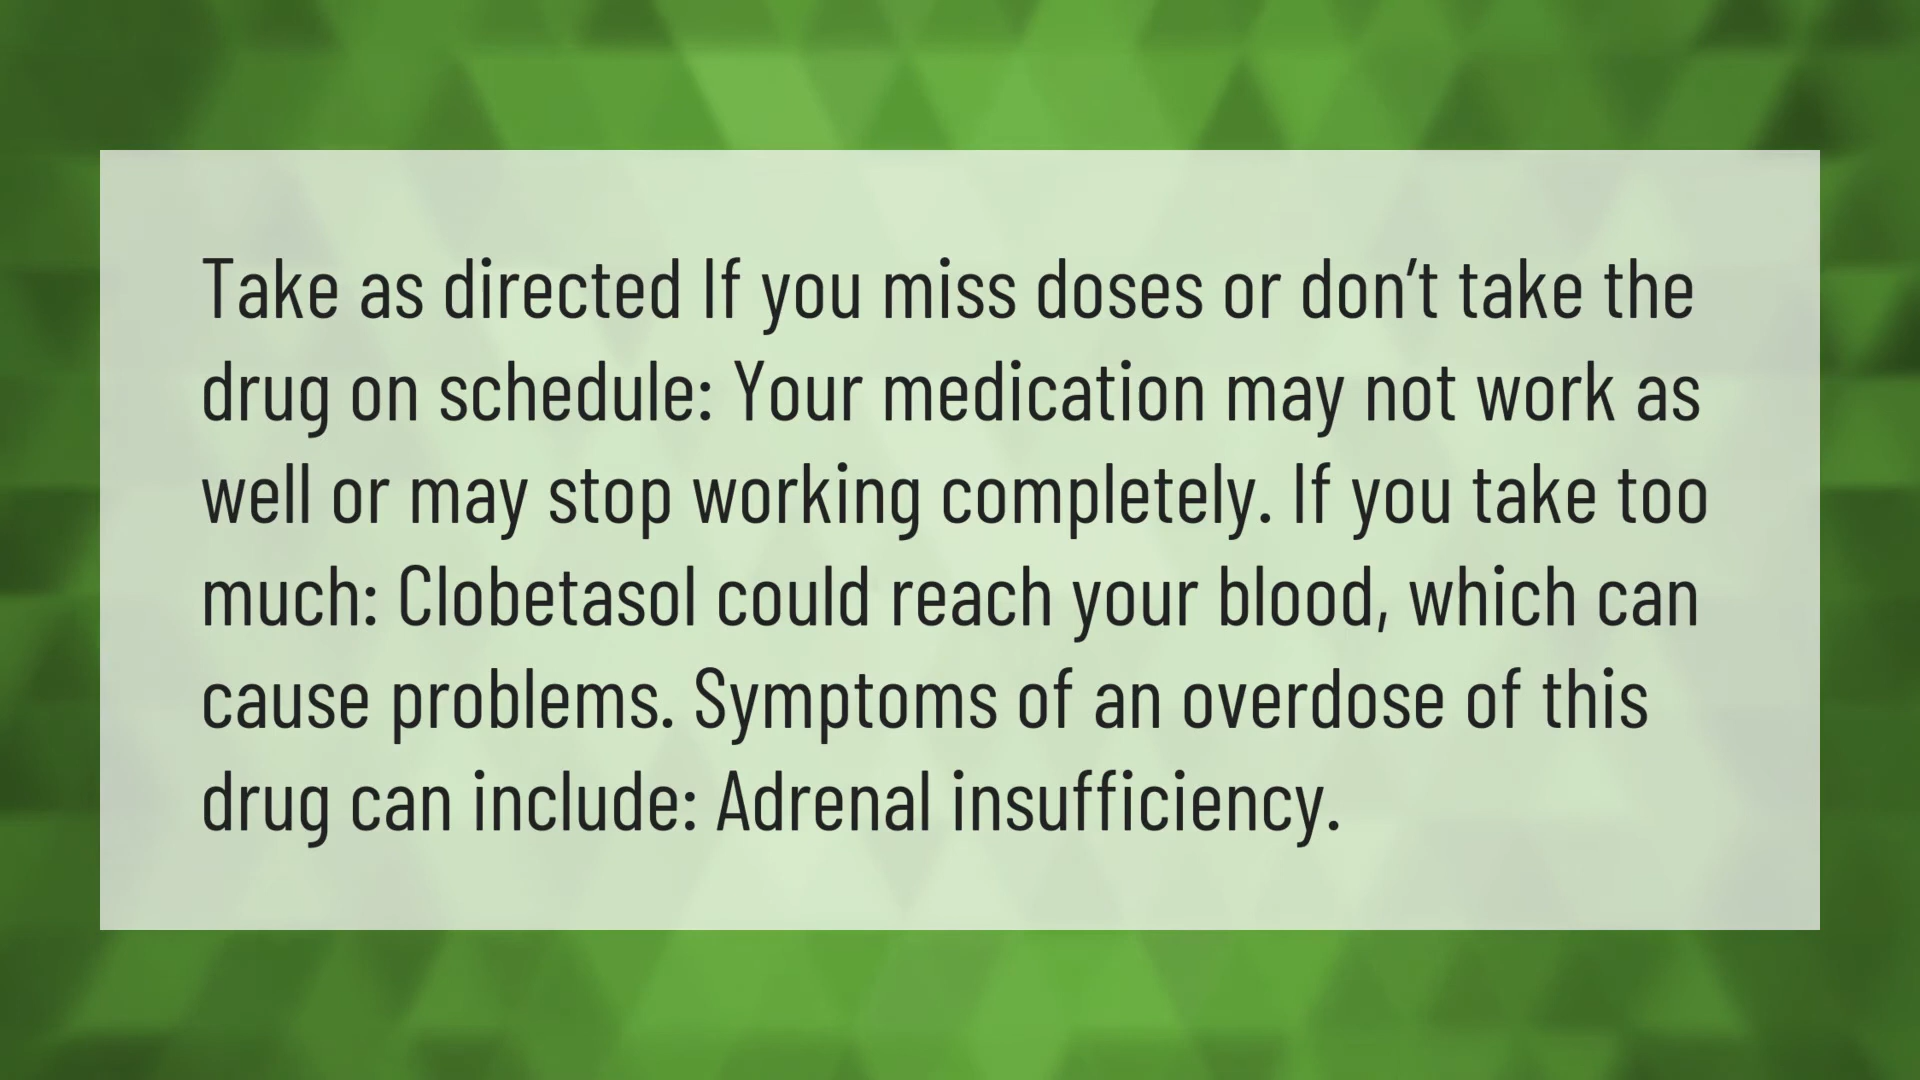 Take as directed If you miss doses or don’t take the
drug on schedule: Your medication may not work as
well or may stop working completely. If you take too
much: Clobetasol could reach your blood, which can
cause problems. Symptoms of an overdose of this
drug can include: Adrenal insufficiency.